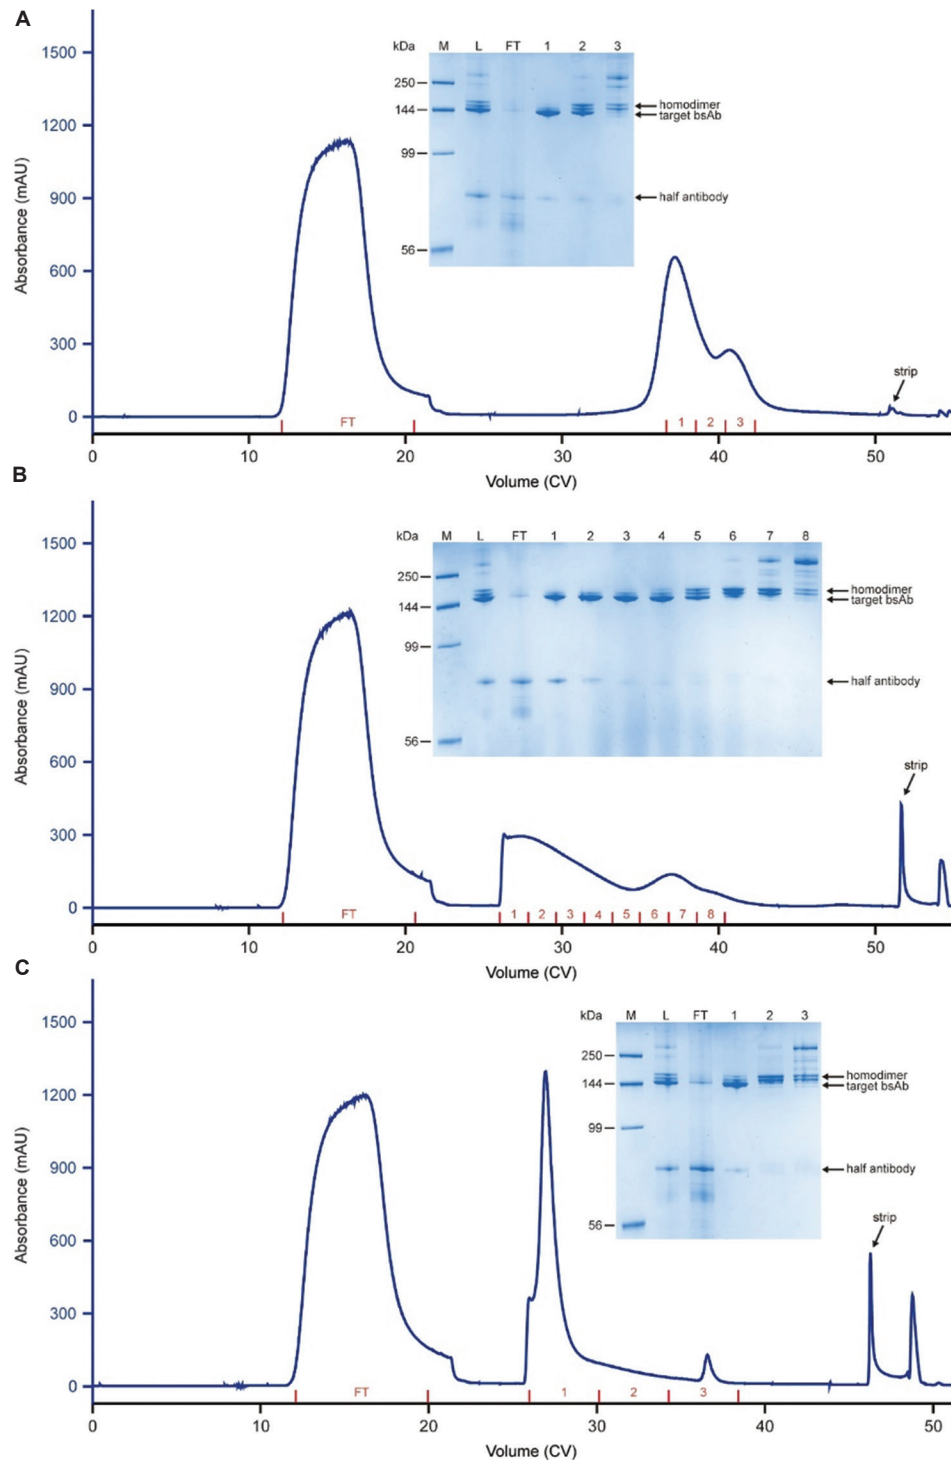 A
1500
1200
900
600
300
0
Absorbance (mAU)
kDa M L FT 1 2 3
250
144
99
56
homodimer
target bsAb
half antibody
strip
FT 1 2 3
0 10 20 30 40 50
Volume (CV)
B
1500
1200
900
600
300
0
Absorbance (mAU)
kDa M L FT 1 2 3 4 5 6 7 8
250
144
99
56
homodimer
target bsAb
half antibody
strip
FT 1 2 3 4 5 6 7 8
0 10 20 30 40 50
Volume (CV)
C
1500
1200
900
600
300
0
Absorbance (mAU)
kDa M L FT 1 2 3
250
144
99
56
homodimer
target bsAb
half antibody
strip
FT 1 2 3
0 10 20 30 40 50
Volume (CV)